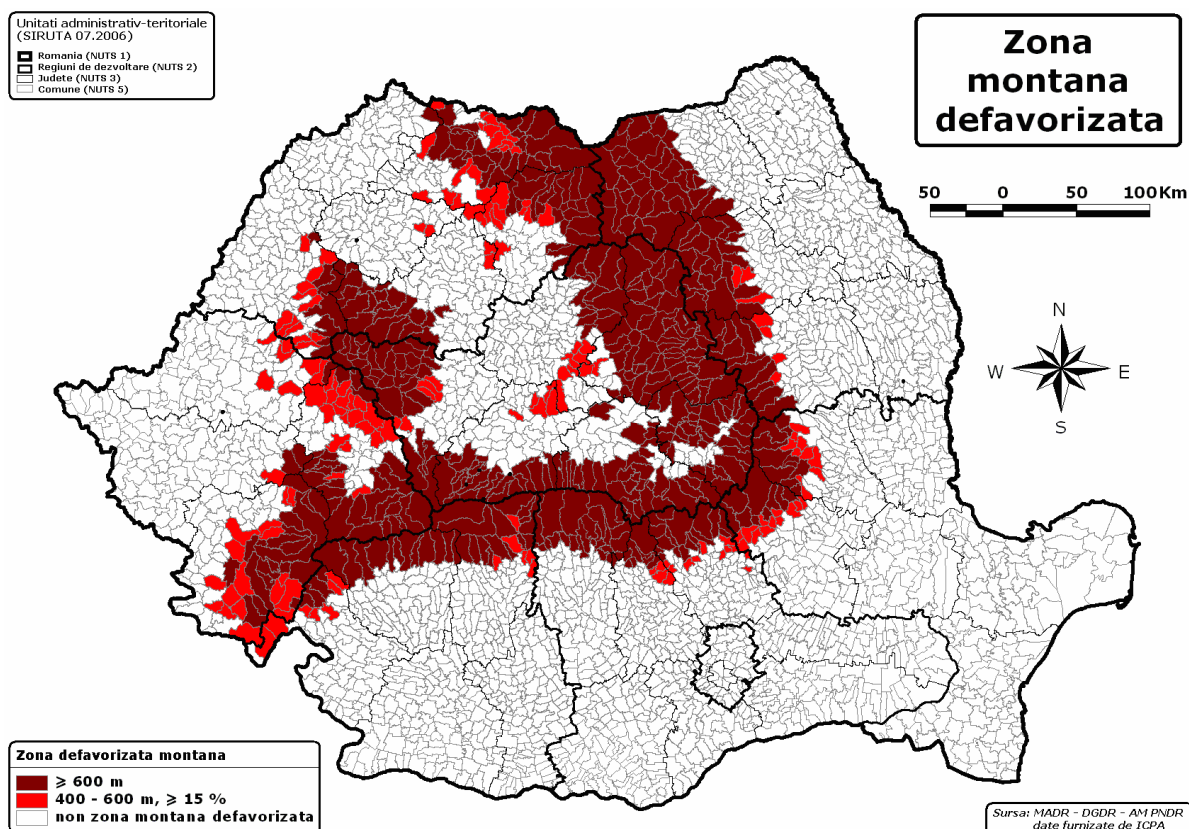 Unitati administrativ-teritoriale
(SIRUTA 07.2006)
Romania (NUTS 1)
Regiuni de dezvoltare (NUTS 2)
Judete (NUTS 3)
Comune (NUTS 5)
Zona
montana
defavorizata
50 0 50 100 Km
N
W E
S
Zona defavorizata montana
≥ 600 m
400 - 600 m, ≥ 15 %
non zona montana defavorizata
Sursa: MADR - DGDR - AM PNDR
date furnizate de ICPA